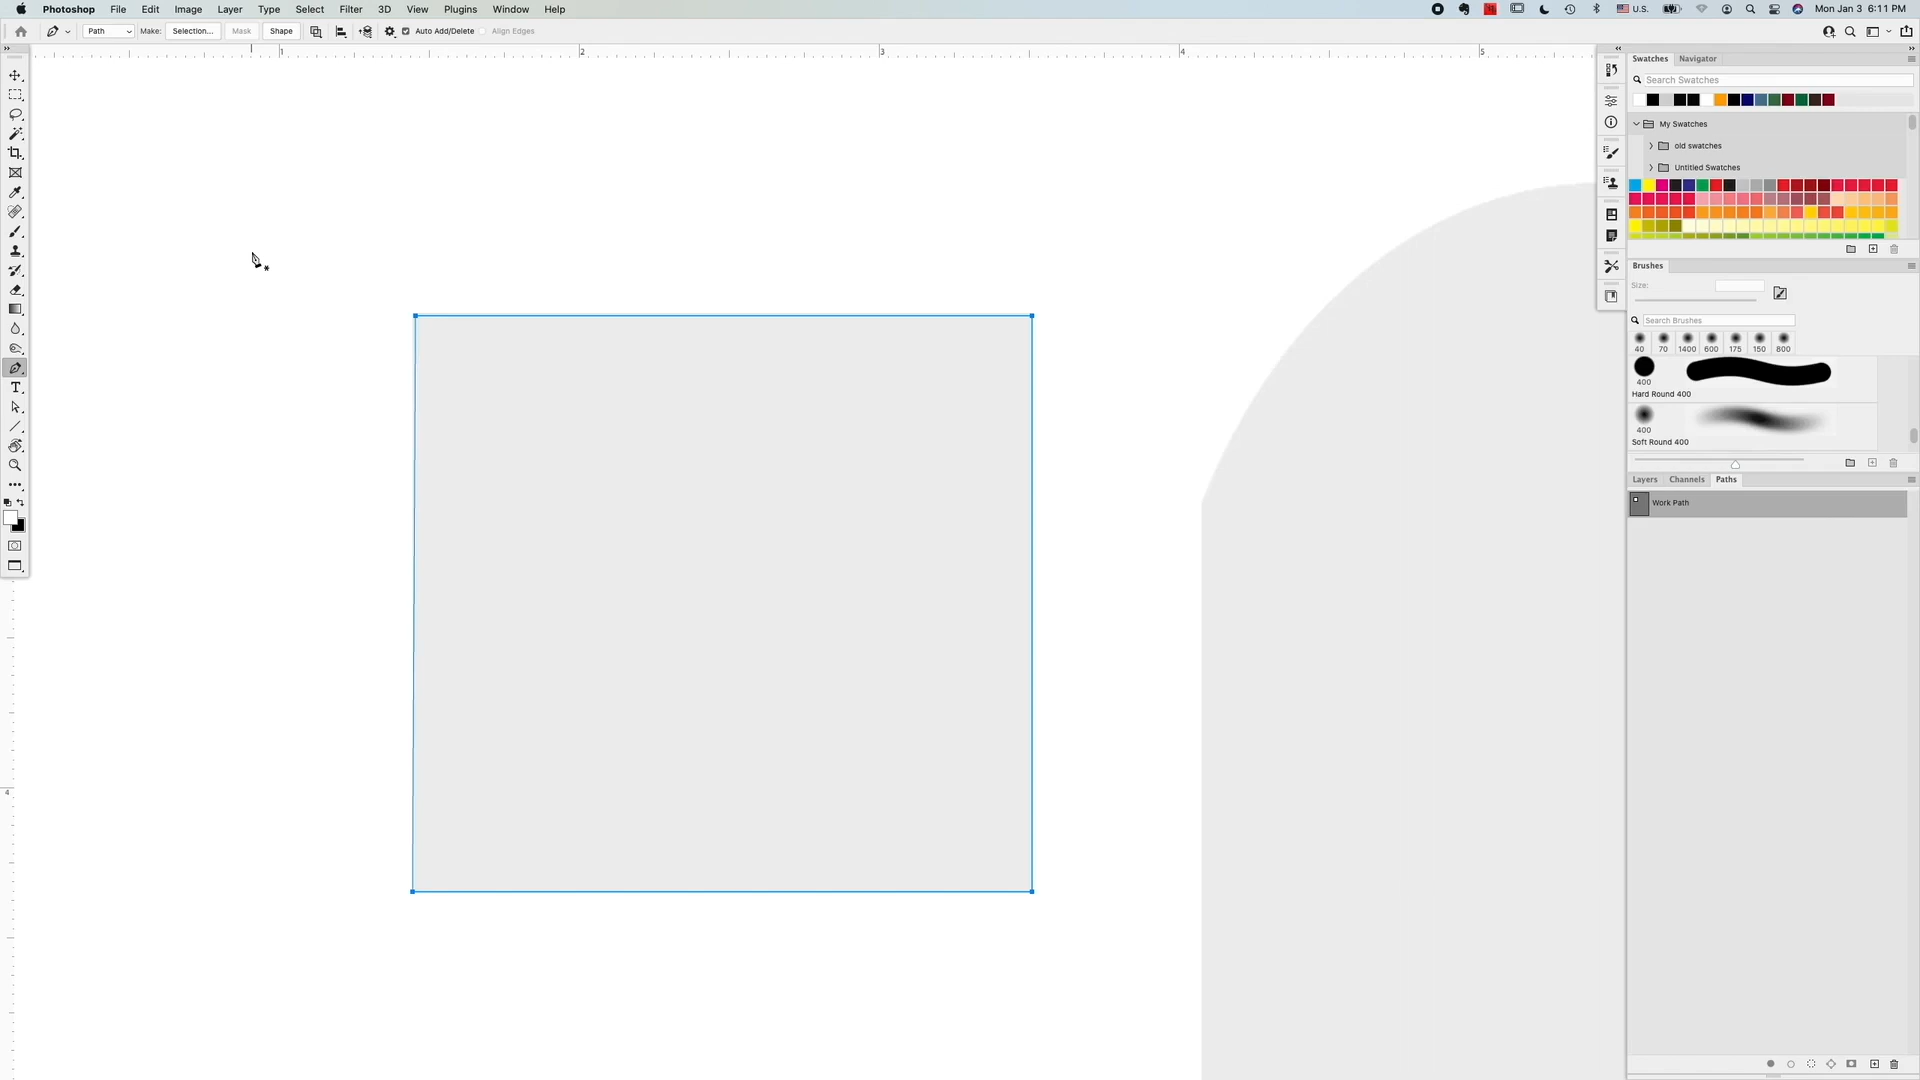 Photoshop File Edit Image Layer Type Select Filter 3D View Plugins Window Help U.S. Mon Jan 3 6:11 PM
Path Make: Selection... Mask Shape Auto Add/Delete Align Edges
1 2 3 4 5
4
Swatches Navigator
Search Swatches
My Swatches
old swatches
Untitled Swatches
Brushes
Size:
Search Brushes
40 70 1400 600 175 150 800
400
Hard Round 400
400
Soft Round 400
Layers Channels Paths
Work Path